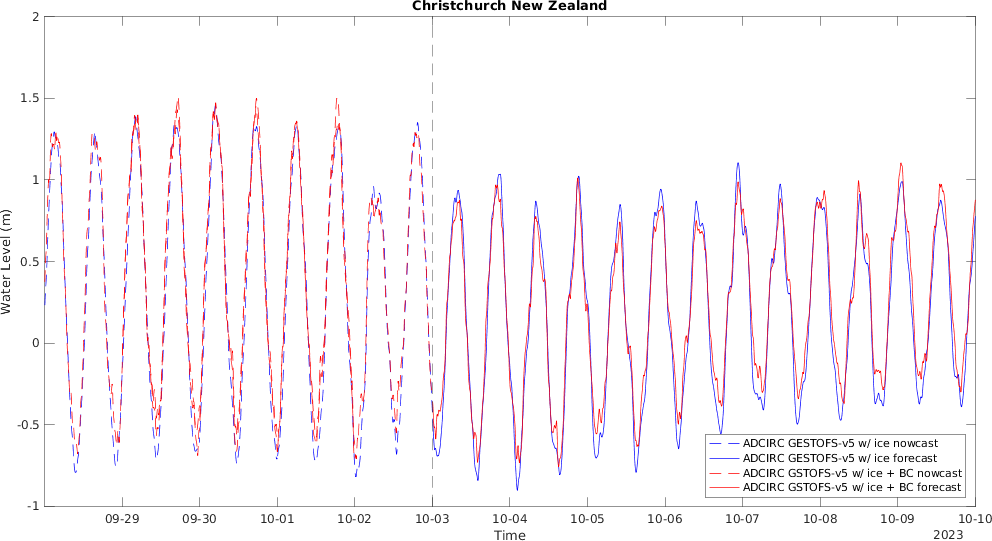 Christchurch New Zealand
2
1.5
1
0.5
0
-0.5
-1
Water Level (m)
09-29 09-30 10-01 10-02 10-03 10-04 10-05 10-06 10-07 10-08 10-09 10-10
Time
2023
ADCIRC GESTOFS-v5 w/ ice nowcast
ADCIRC GESTOFS-v5 w/ ice forecast
ADCIRC GSTOFS-v5 w/ ice + BC nowcast
ADCIRC GSTOFS-v5 w/ ice + BC forecast